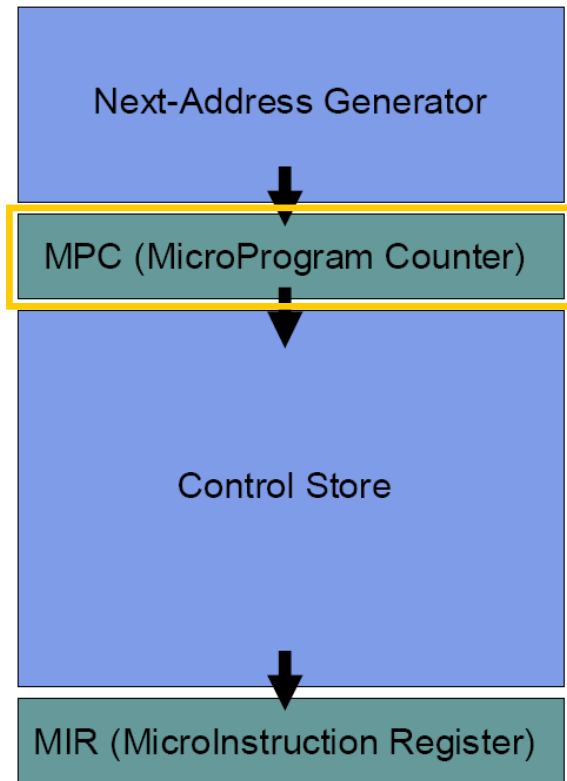 Next-Address Generator
MPC (MicroProgram Counter)
Control Store
MIR (MicroInstruction Register)